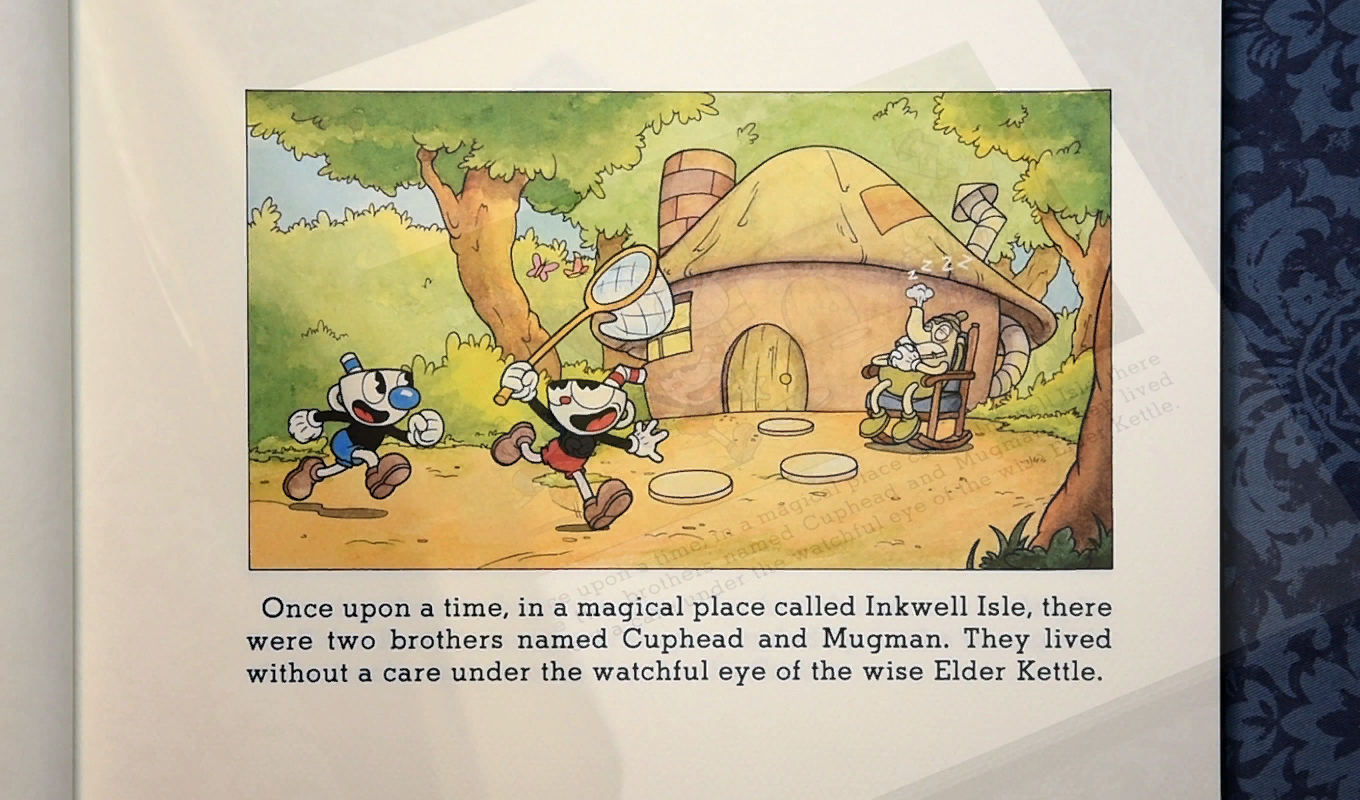 z z z z
Once upon a time, in a magical place called Inkwell Isle, there
were two brothers named Cuphead and Mugman. They lived
without a care under the watchful eye of the wise Elder Kettle.